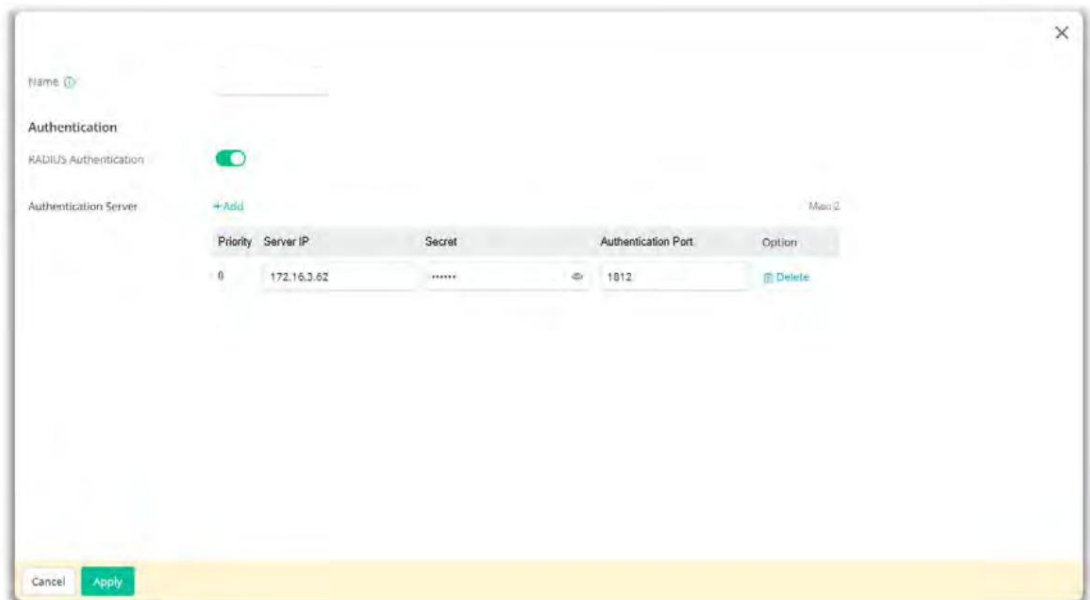 Name
Authentication
RADIUS Authentication
Authentication Server +Add Max: 2
Priority Server IP Secret Authentication Port Option
0 172.16.3.62 •••••• 1812 Delete
Cancel Apply